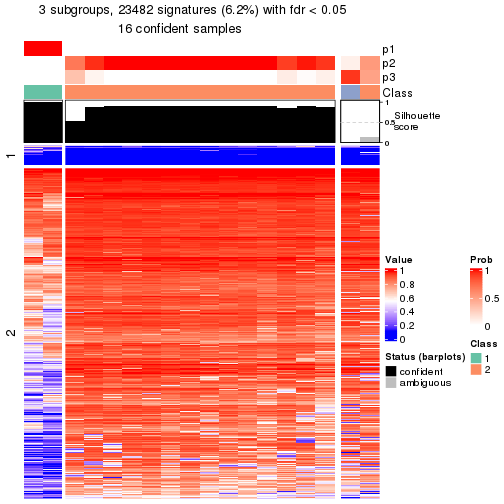 3 subgroups, 23482 signatures (6.2%) with fdr < 0.05
16 confident samples
p1
p2
p3
Class
1
0.5
0
Silhouette
score
1
2
Value
1
0.8
0.6
0.4
0.2
0
Prob
1
0.5
0
Status (barplots)
confident
ambiguous
Class
1
2